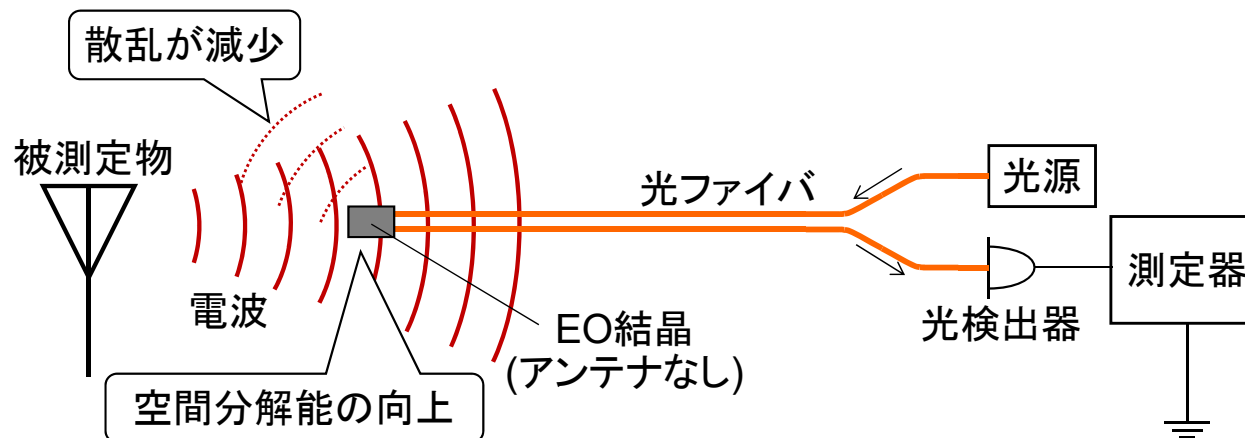 散乱が減少
被測定物
電波
光ファイバ
光源
測定器
光検出器
EO結晶
(アンテナなし)
空間分解能の向上